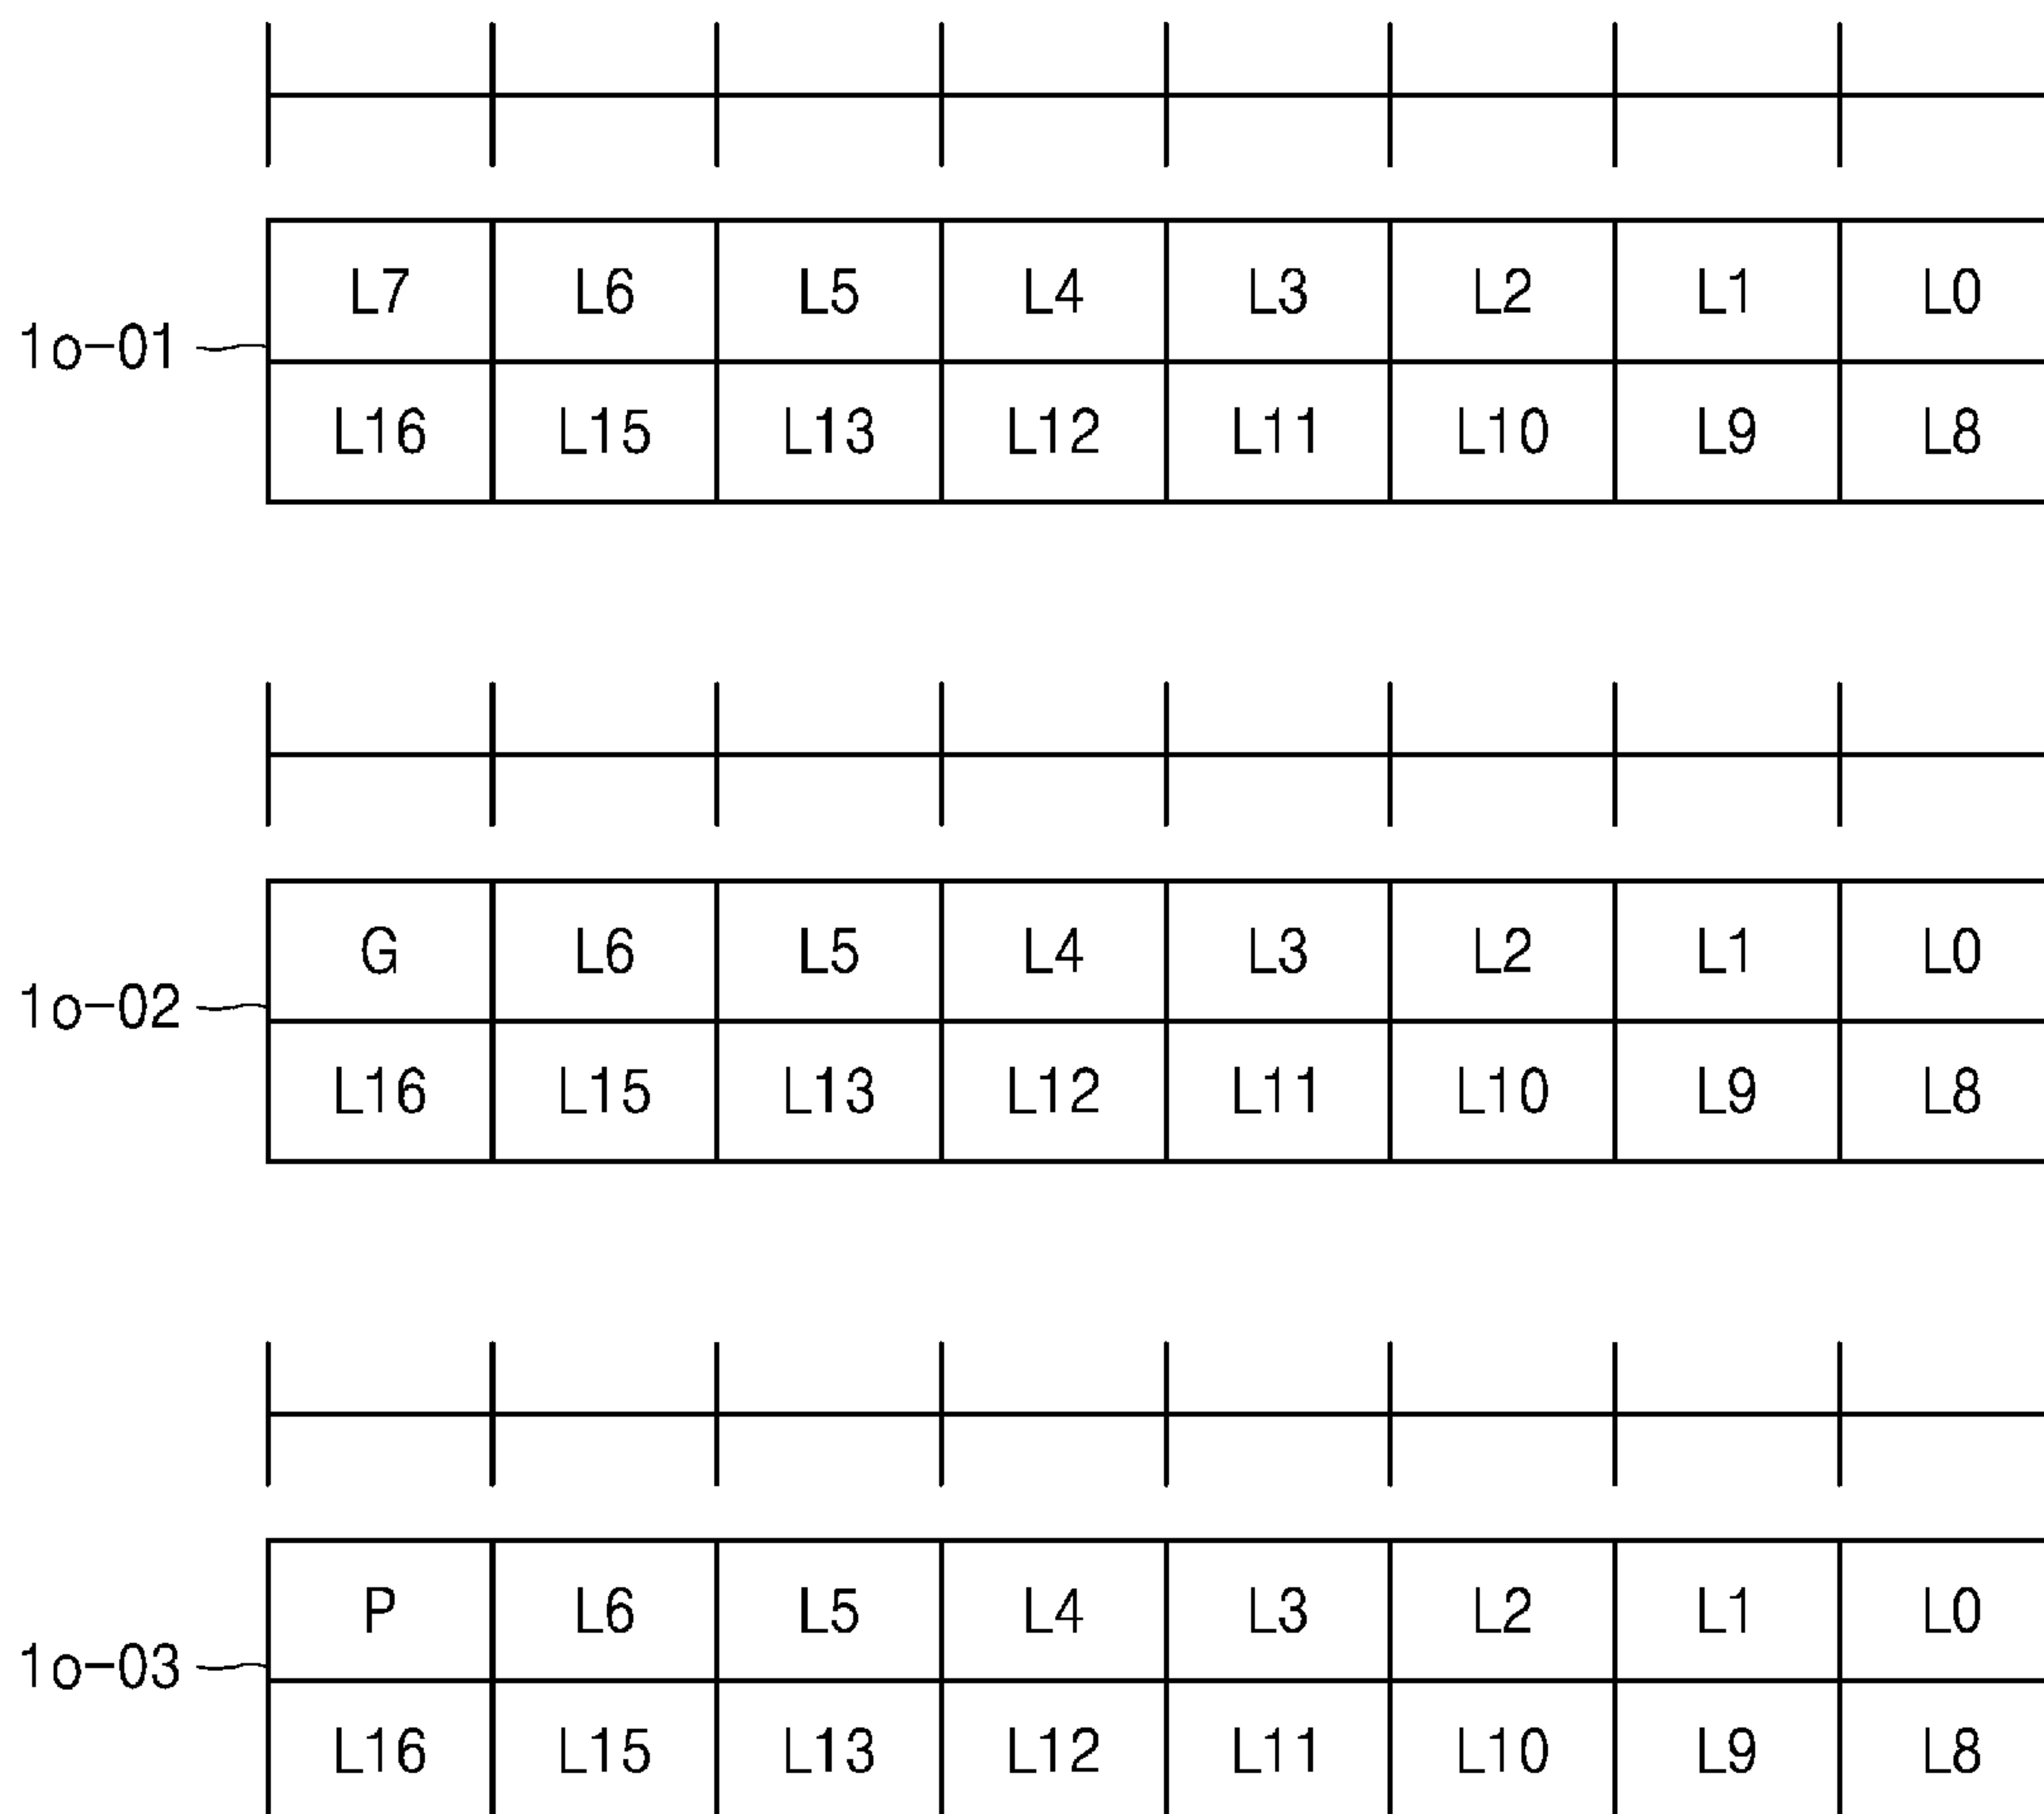 L7 L6 L5 L4 L3 L2 L1 L0
1o-01
L16 L15 L13 L12 L11 L10 L9 L8
G L6 L5 L4 L3 L2 L1 L0
1o-02
L16 L15 L13 L12 L11 L10 L9 L8
P L6 L5 L4 L3 L2 L1 L0
1o-03
L16 L15 L13 L12 L11 L10 L9 L8